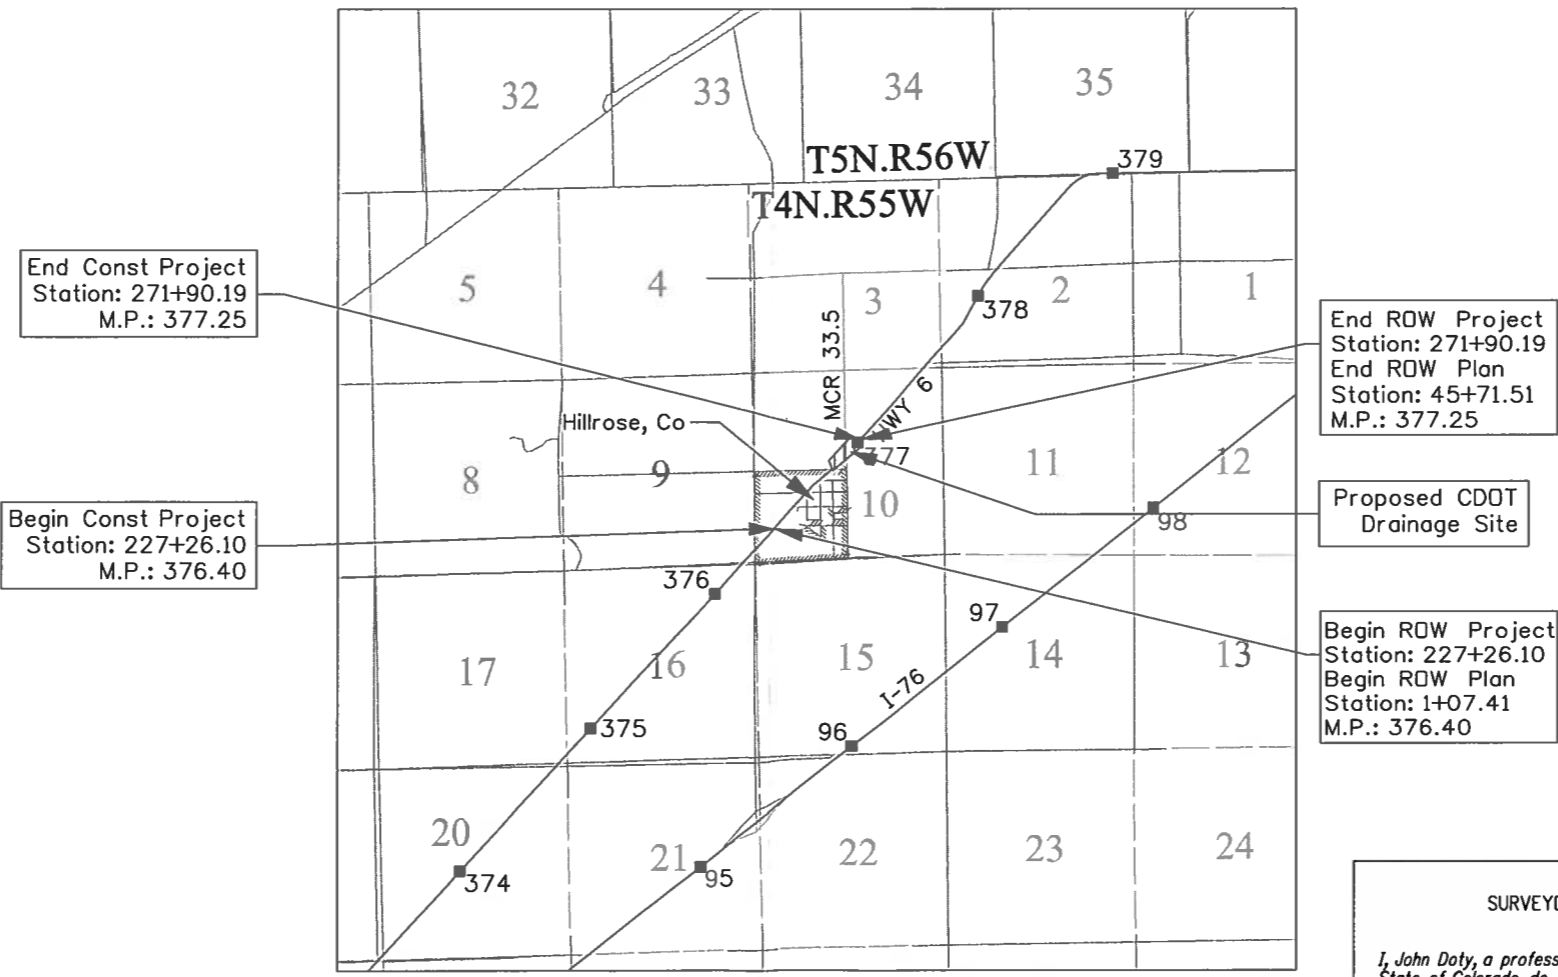 32
33
34
35
T5N.R56W
379
T4N.R55W
End Const Project
Station: 271+90.19
M.P.: 377.25
5
4
3
2
1
378
MCR 33.5
HWY 6
End ROW Project
Station: 271+90.19
End ROW Plan
Station: 45+71.51
M.P.: 377.25
Hillrose, Co
377
8
9
10
11
12
98
Proposed CDOT
Drainage Site
Begin Const Project
Station: 227+26.10
M.P.: 376.40
376
97
Begin ROW Project
Station: 227+26.10
Begin ROW Plan
Station: 1+07.41
M.P.: 376.40
17
16
15
14
13
I-76
375
96
20
21
22
23
24
374
95
I, John Doty, a
State of Colorado